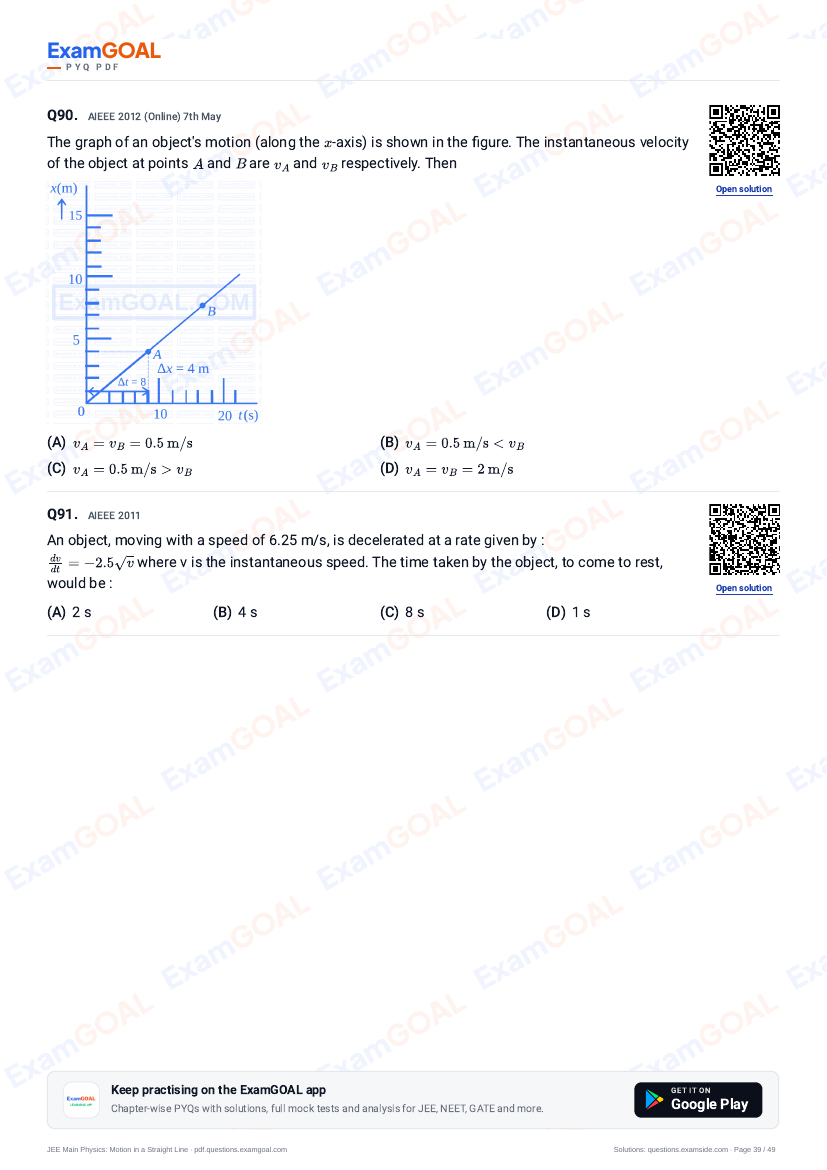 ExamGOAL
PYQ PDF
Q90. AIEEE 2012 (Online) 7th May
The graph of an object's motion (along the x-axis) is shown in the figure. The instantaneous velocity
of the object at points A and B are v_A and v_B respectively. Then
Open solution
x(m)
15
10
ExamGOAL.COM
B
5
A
Δx = 4 m
Δt = 8
0
10
20 t(s)
(A) v_A = v_B = 0.5 m/s
(B) v_A = 0.5 m/s < v_B
(C) v_A = 0.5 m/s > v_B
(D) v_A = v_B = 2 m/s
Q91. AIEEE 2011
An object, moving with a speed of 6.25 m/s, is decelerated at a rate given by :
dv/dt = −2.5√v where v is the instantaneous speed. The time taken by the object, to come to rest,
would be :
Open solution
(A) 2 s
(B) 4 s
(C) 8 s
(D) 1 s
Keep practising on the ExamGOAL app
Chapter-wise PYQs with solutions, full mock tests and analysis for JEE, NEET, GATE and more.
ExamGOAL
GET IT ON
Google Play
JEE Main Physics: Motion in a Straight Line · pdf.questions.examgoal.com
Solutions: questions.examside.com · Page 39 / 49